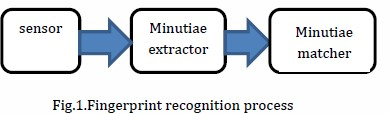 sensor
Minutiae
extractor
Minutiae
matcher
Fig.1.Fingerprint recognition process